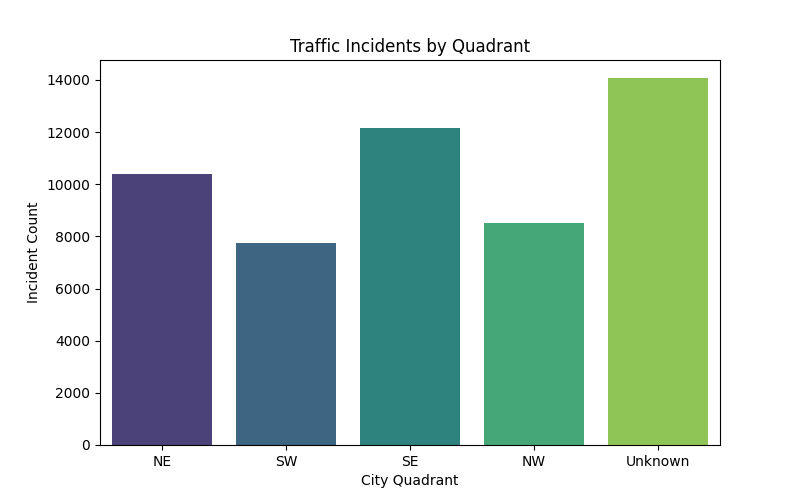 Traffic Incidents by Quadrant
14000
12000
10000
8000
6000
4000
2000
0
Incident Count
NE SW SE NW Unknown
City Quadrant